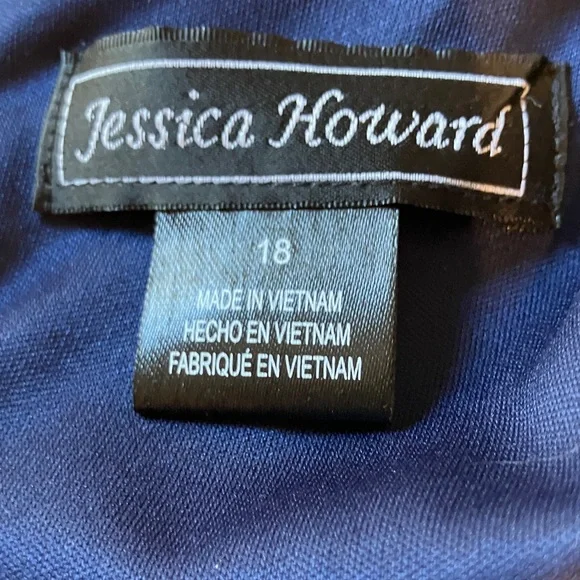 Jessica Howard
18
MADE IN VIETNAM
HECHO EN VIETNAM
FABRIQUÉ EN VIETNAM